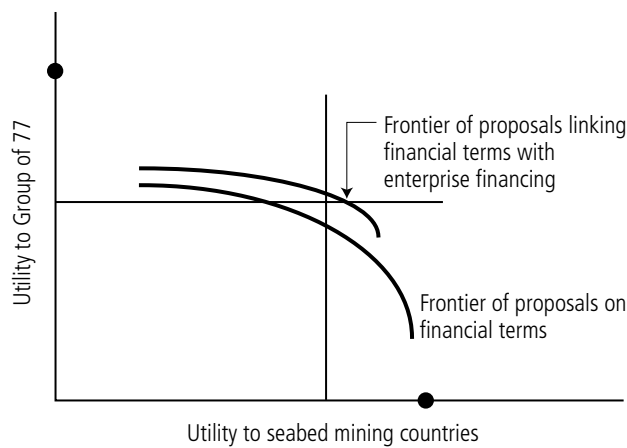 Utility to Group of 77
Frontier of proposals linking
financial terms with
enterprise financing
Frontier of proposals on
financial terms
Utility to seabed mining countries